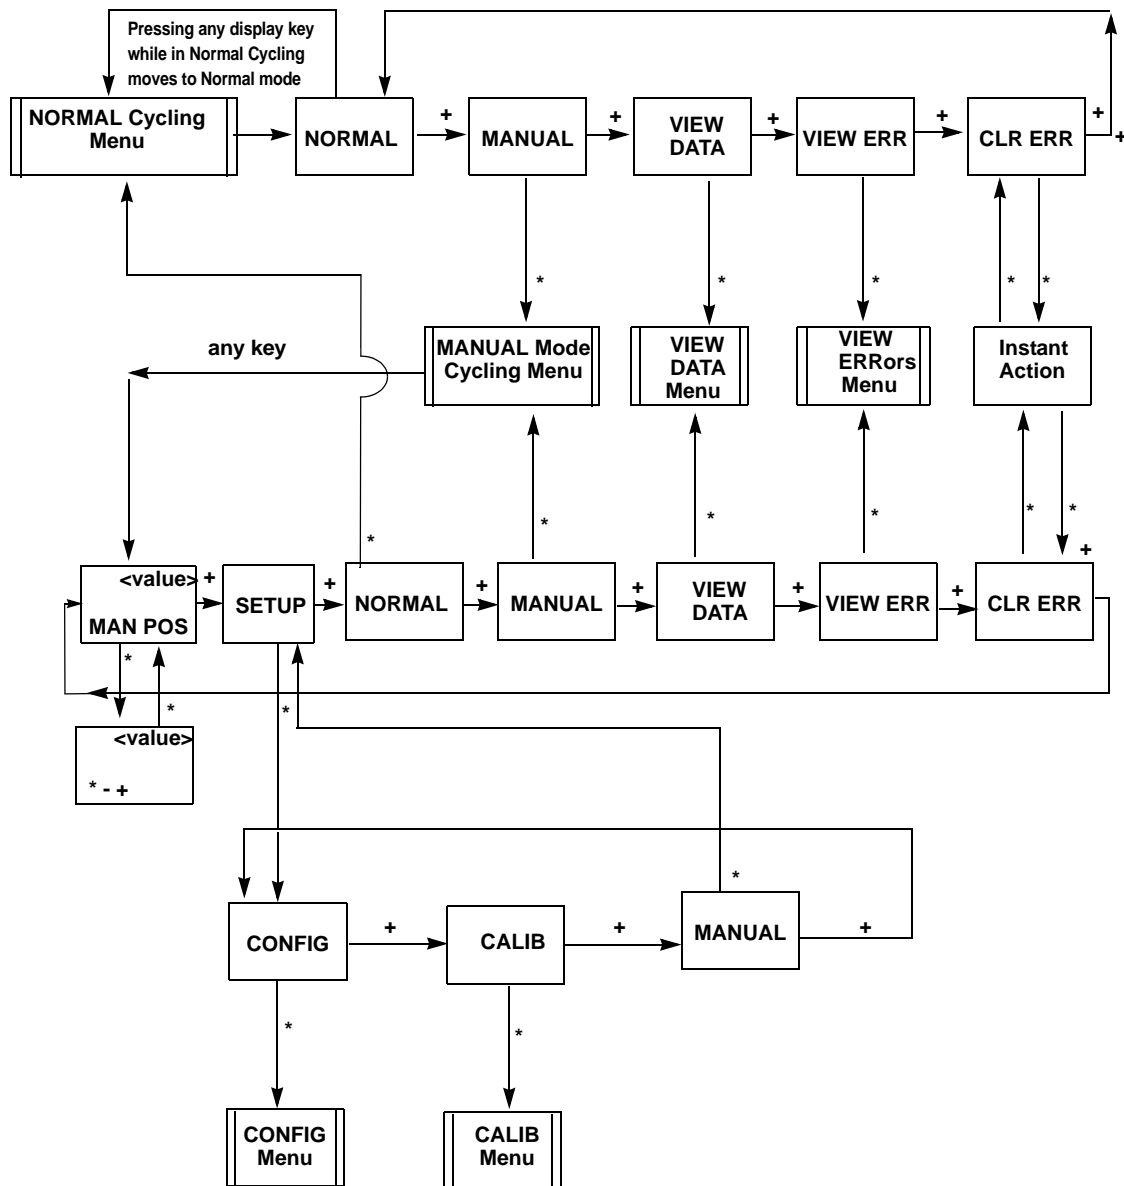 Pressing any display key
while in Normal Cycling
moves to Normal mode
NORMAL Cycling
Menu
NORMAL
+
MANUAL
+
VIEW
DATA
+
VIEW ERR
+
CLR ERR
+
+
*
*
*
*
*
any key
MANUAL Mode
Cycling Menu
VIEW
DATA
Menu
VIEW
ERRors
Menu
Instant
Action
*
*
*
*
*
*
<value>
MAN POS
+
SETUP
+
NORMAL
+
MANUAL
+
VIEW
DATA
+
VIEW ERR
+
CLR ERR
+
*
*
*
<value>
* - +
*
CONFIG
+
CALIB
+
MANUAL
+
*
*
CONFIG
Menu
CALIB
Menu